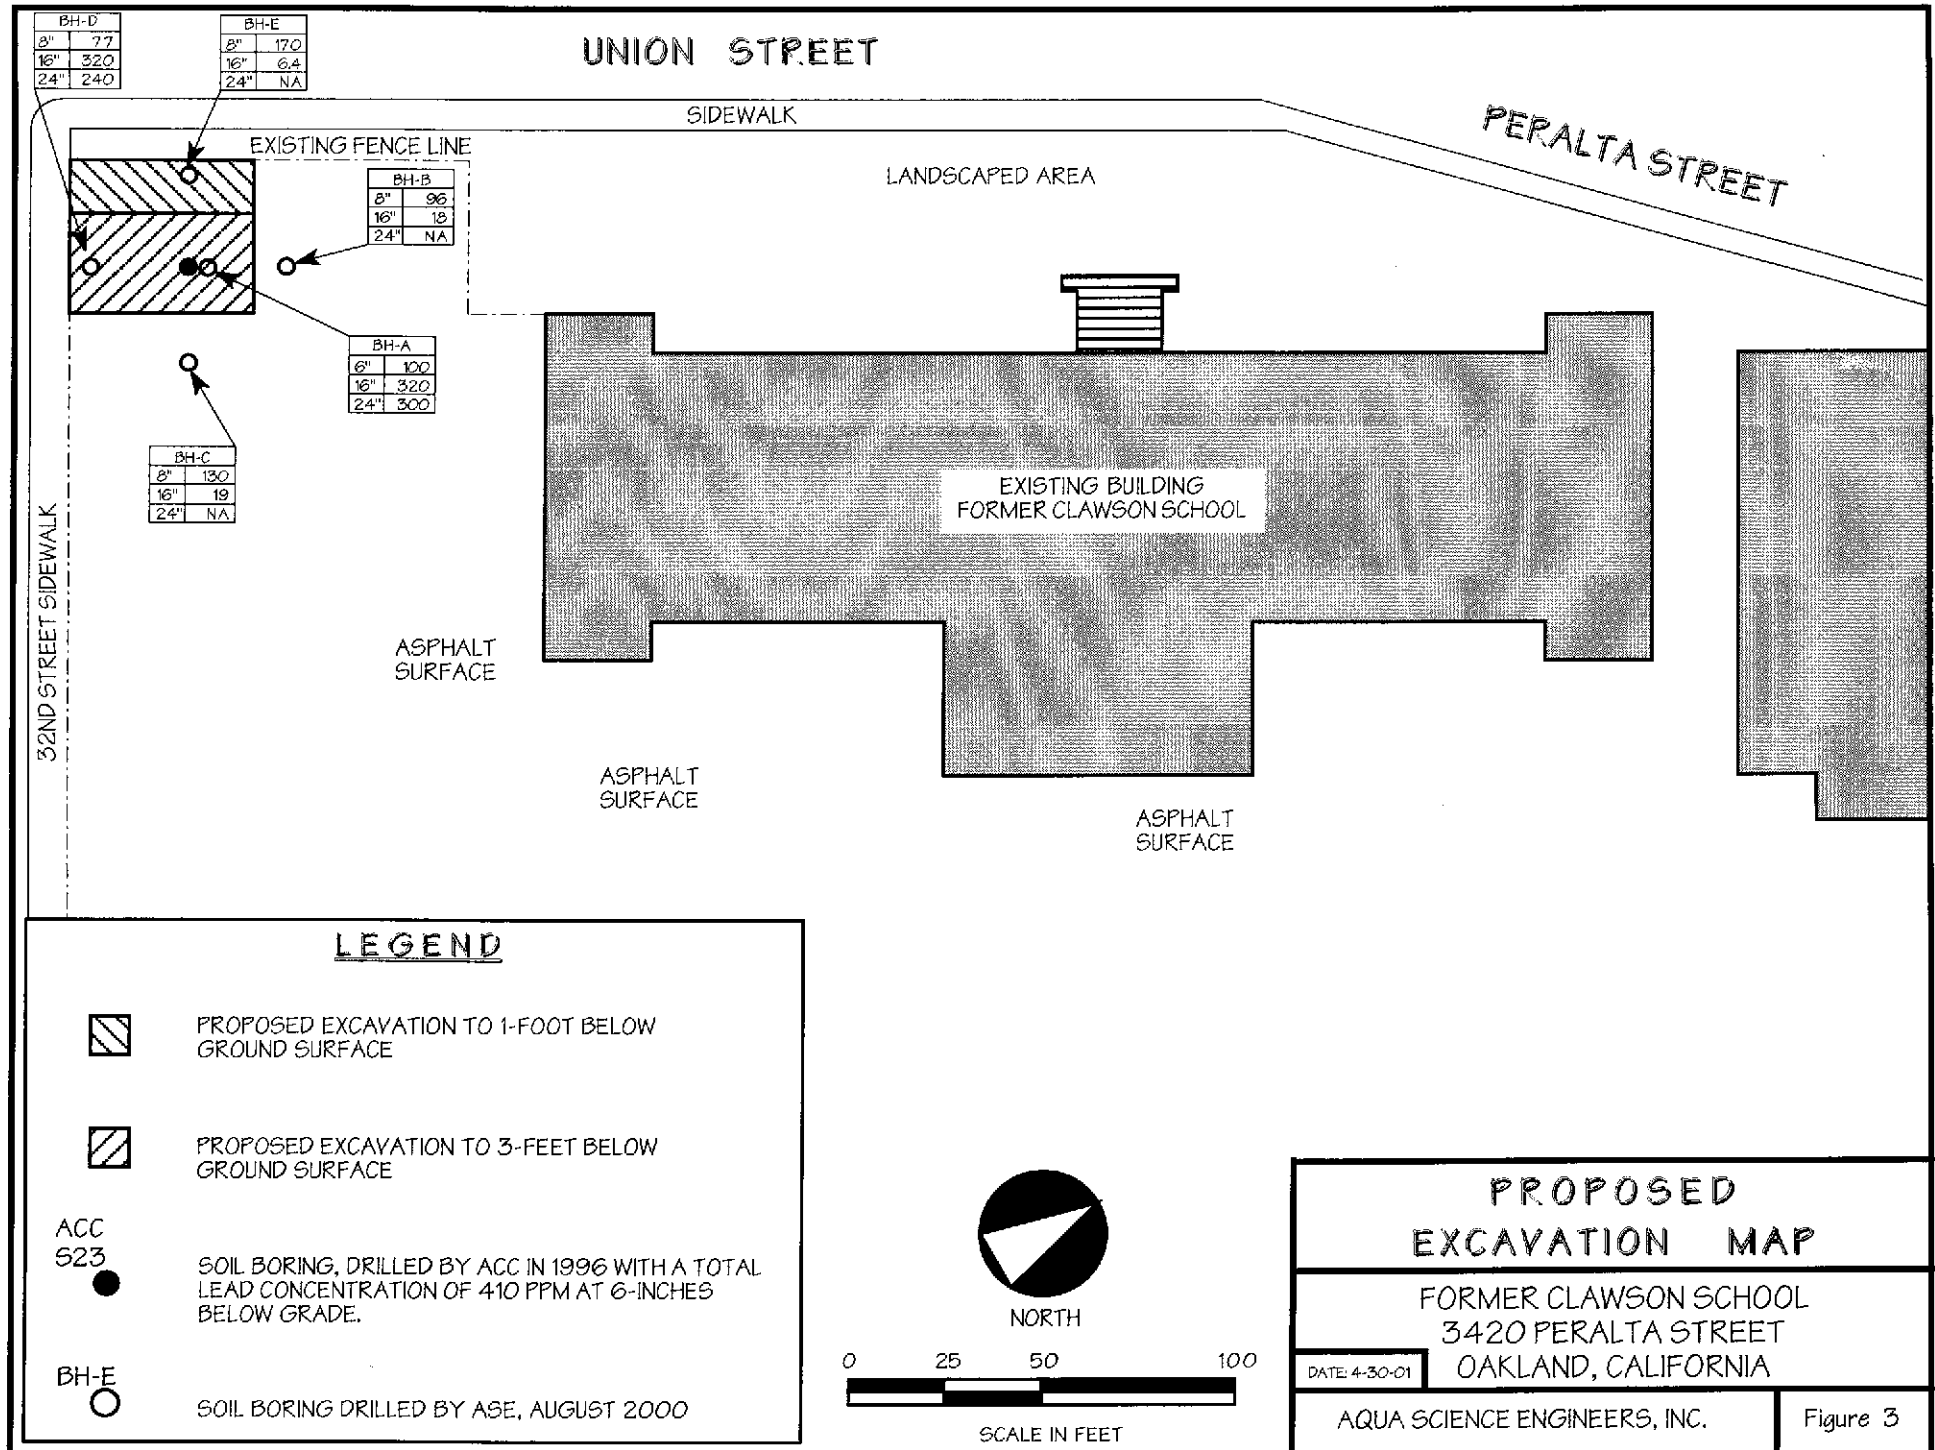 BH-D
8" 77
16" 320
24" 240
BH-E
8" 170
16" 6.4
24" NA
UNION STREET
SIDEWALK
PERALTA STREET
EXISTING FENCE LINE
LANDSCAPED AREA
BH-B
8" 96
16" 18
24" NA
BH-A
6" 100
16" 320
24" 300
BH-C
8" 130
16" 19
24" NA
32ND STREET SIDEWALK
EXISTING BUILDING
FORMER CLAWSON SCHOOL
ASPHALT
SURFACE
ASPHALT
SURFACE
ASPHALT
SURFACE
LEGEND
PROPOSED EXCAVATION TO 1-FOOT BELOW
GROUND SURFACE
PROPOSED EXCAVATION TO 3-FEET BELOW
GROUND SURFACE
ACC
S23
SOIL BORING, DRILLED BY ACC IN 1996 WITH A TOTAL
LEAD CONCENTRATION OF 410 PPM AT 6-INCHES
BELOW GRADE.
BH-E
SOIL BORING DRILLED BY ASE, AUGUST 2000
NORTH
0 25 50 100
SCALE IN FEET
PROPOSED
EXCAVATION MAP
FORMER CLAWSON SCHOOL
3420 PERALTA STREET
OAKLAND, CALIFORNIA
DATE: 4-30-01
AQUA SCIENCE ENGINEERS, INC.
Figure 3